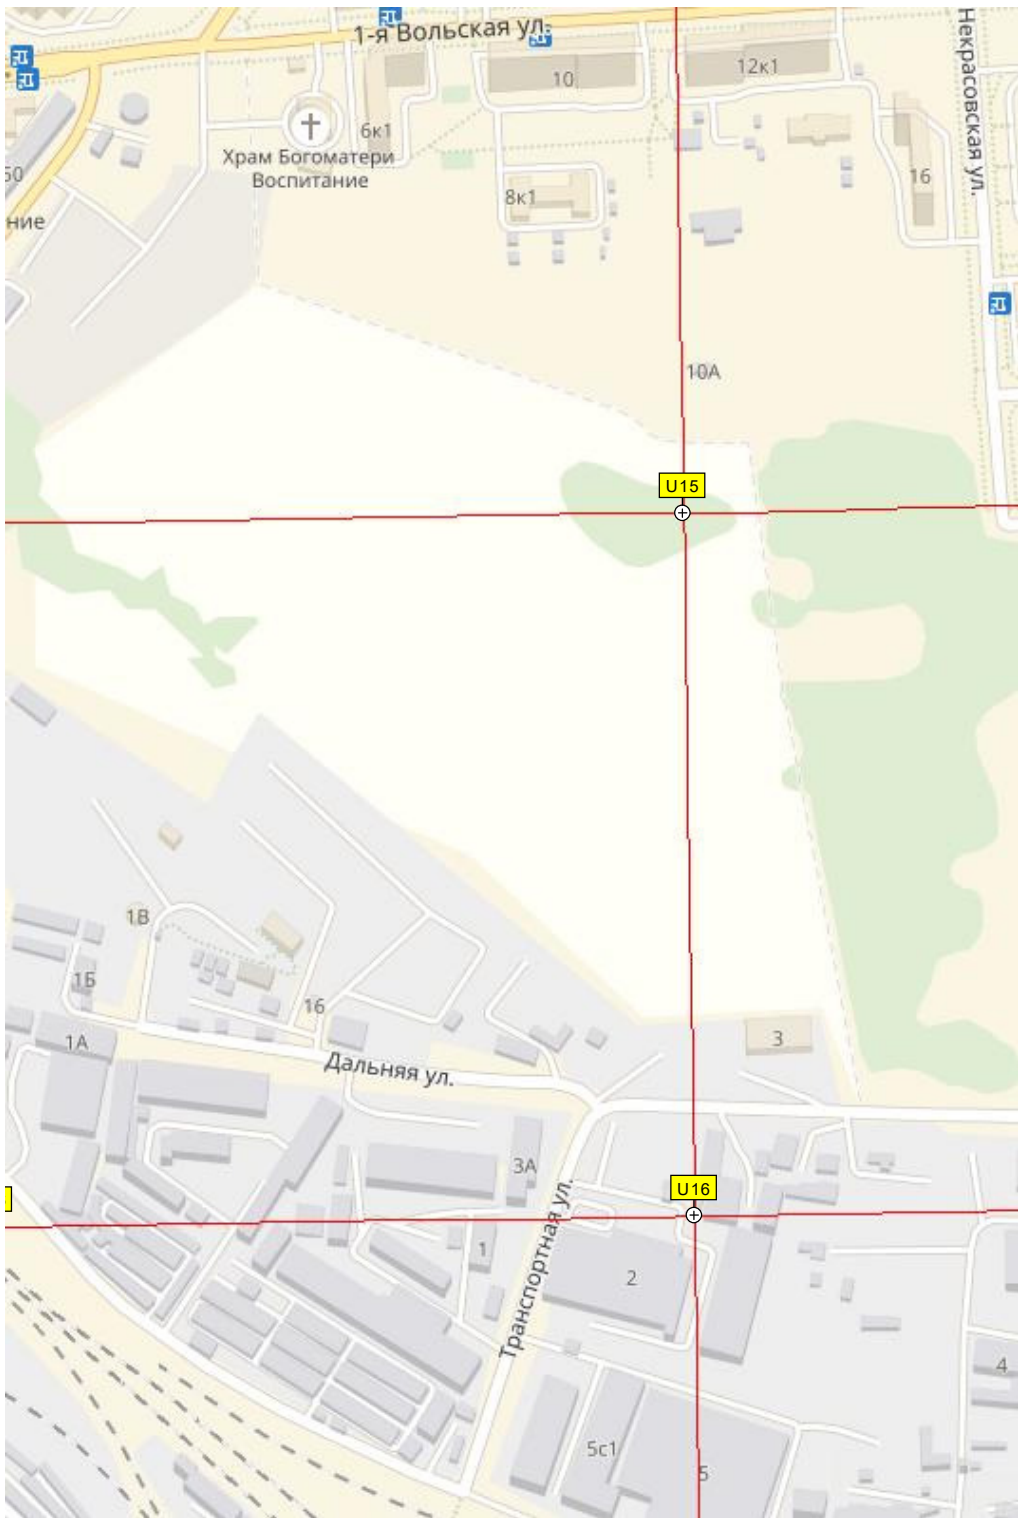 1-я Вольская ул.
Некрасовская ул.
10
12к1
6к1
Храм Богоматери
Воспитание
50
16
8к1
ние
10А
U15
1В
1Б
16
1А
3
Дальняя ул.
3А
U16
Транспортная ул.
1
2
4
5с1
5